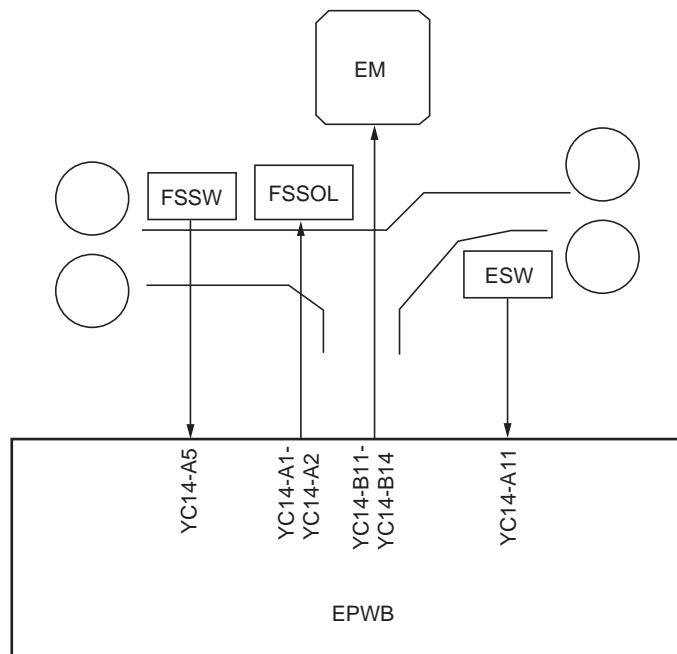 EM
FSSW
FSSOL
ESW
YC14-A5
YC14-A1-
YC14-A2
YC14-B11-
YC14-B14
YC14-A11
EPWB